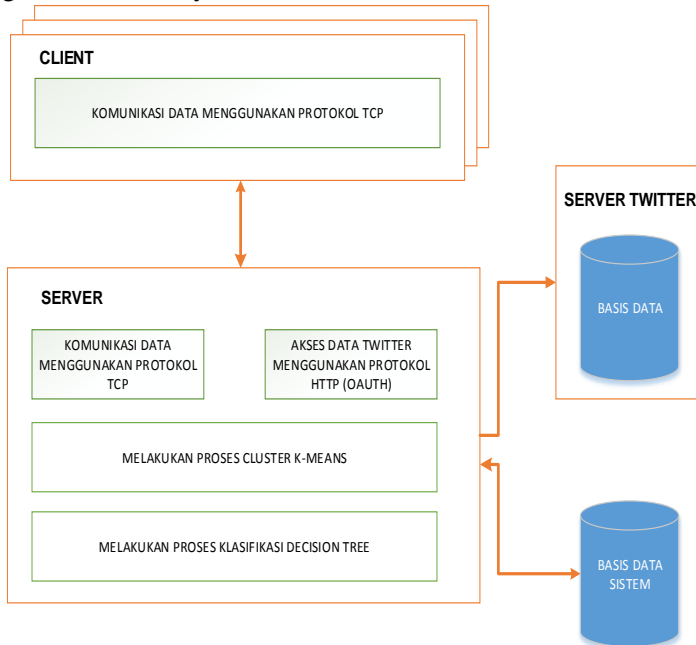 CLIENT
KOMUNIKASI DATA MENGGUNAKAN PROTOKOL TCP
SERVER TWITTER
BASIS DATA
SERVER
KOMUNIKASI DATA
MENGGUNAKAN PROTOKOL
TCP
AKSES DATA TWITTER
MENGGUNAKAN PROTOKOL
HTTP (OAUTH)
MELAKUKAN PROSES CLUSTER K-MEANS
MELAKUKAN PROSES KLASIFIKASI DECISION TREE
BASIS DATA
SISTEM